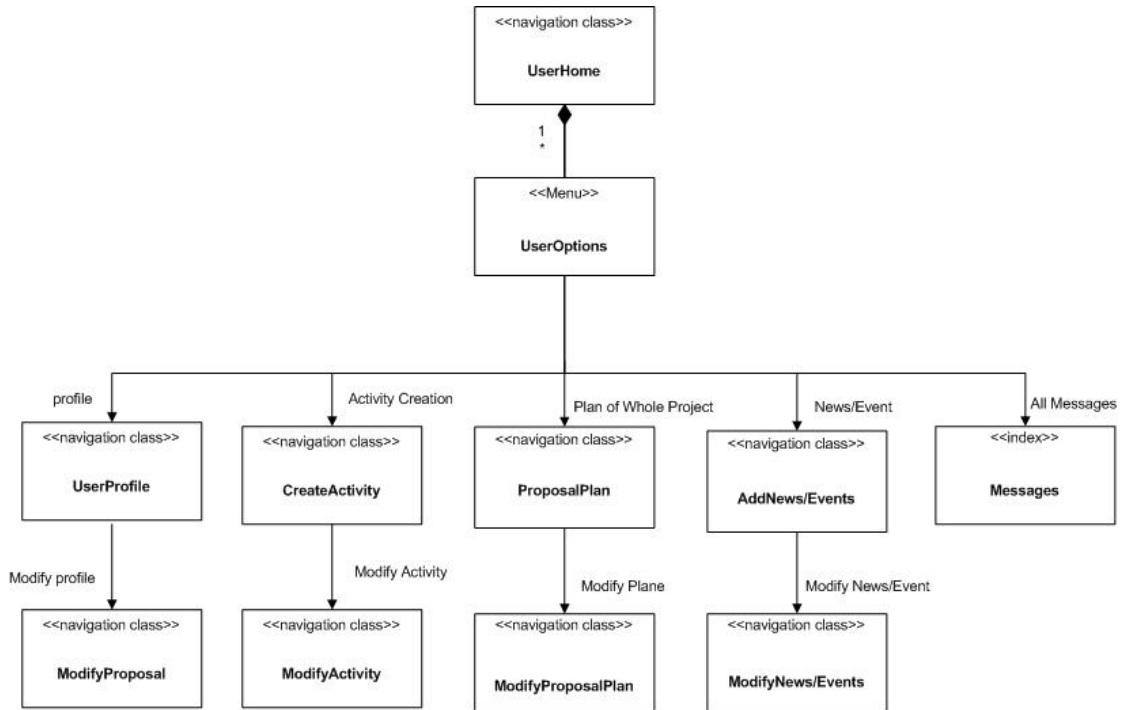 <<navigation class>>
UserHome
1
*
<<Menu>>
UserOptions
profile
Activity Creation
Plan of Whole Project
News/Event
All Messages
<<navigation class>>
UserProfile
<<navigation class>>
CreateActivity
<<navigation class>>
ProposalPlan
<<navigation class>>
AddNews/Events
<<index>>
Messages
Modify profile
Modify Activity
Modify Plane
Modify News/Event
<<navigation class>>
ModifyProposal
<<navigation class>>
ModifyActivity
<<navigation class>>
ModifyProposalPlan
<<navigation class>>
ModifyNews/Events